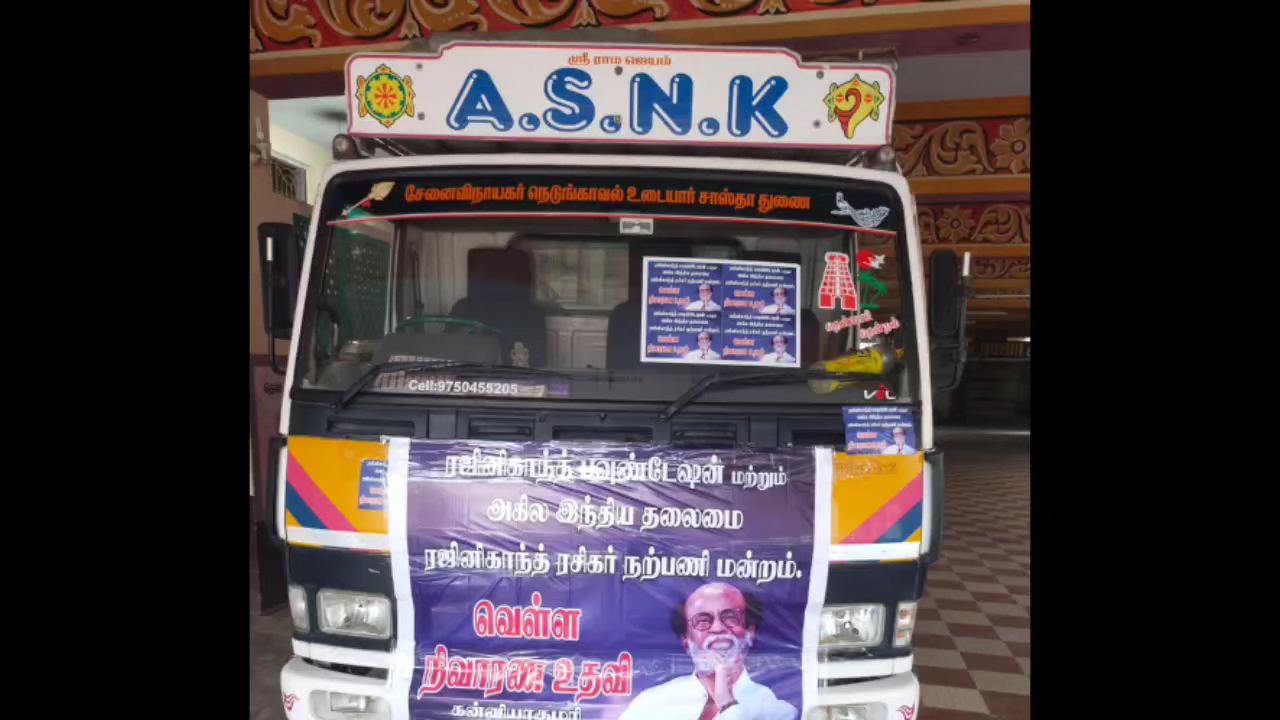 ஸ்ரீ ராம ஜெயம்
A.S.N.K
சேனைவிநாயகர் நெடுங்காவல் உடையார் சாஸ்தா துணை
Cell:9750455205
ரஜினிகாந்த் பவுண்டேஷன் மற்றும்
அகில இந்திய தலைமை
ரஜினிகாந்த் ரசிகர் நற்பணி மன்றம்.
வெள்ள
நிவாரண உதவி
கன்னியாகுமரி